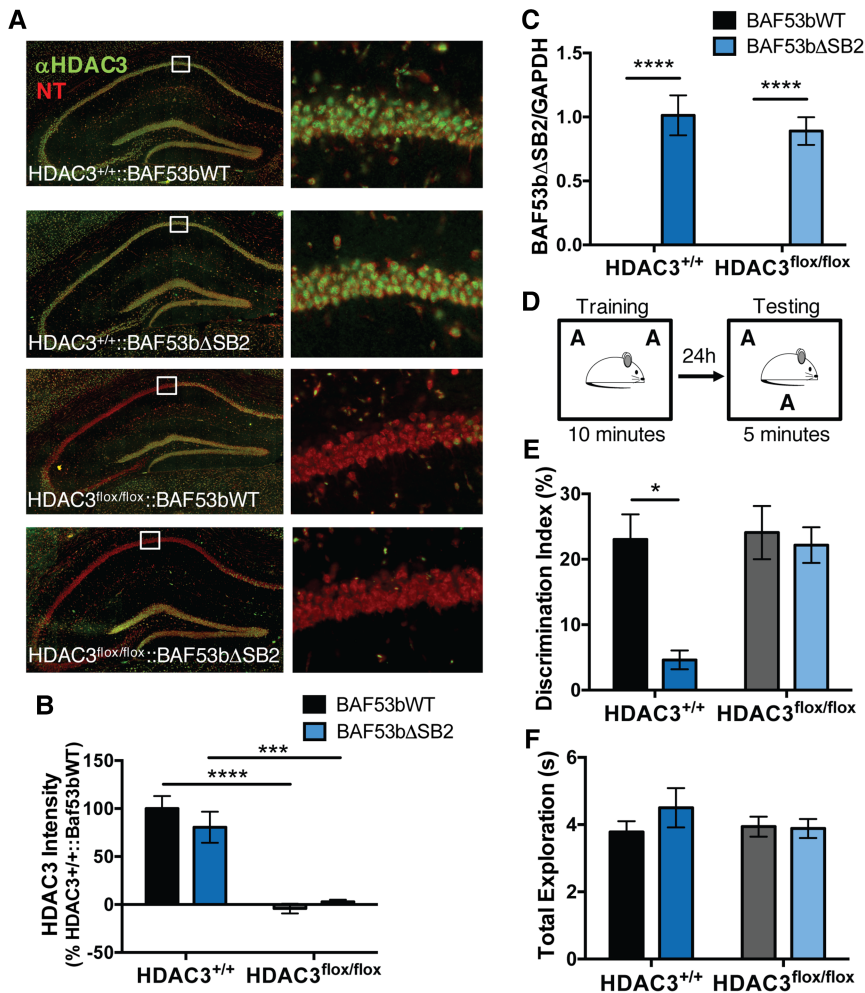 A
αHDAC3
NT
HDAC3+/+::BAF53bWT
HDAC3+/+::BAF53bΔSB2
HDAC3flox/flox::BAF53bWT
HDAC3flox/flox::BAF53bΔSB2
B
BAF53bWT
BAF53bΔSB2
HDAC3 Intensity
(% HDAC3+/+::Baf53bWT)
150
100
50
0
-50
***
****
HDAC3+/+
HDAC3flox/flox
C
BAF53bWT
BAF53bΔSB2
BAF53bΔSB2/GAPDH
1.5
1.0
0.5
0.0
****
****
HDAC3+/+
HDAC3flox/flox
D
Training
Testing
A A
24h
A
A
10 minutes
5 minutes
E
Discrimination Index (%)
30
20
10
0
*
HDAC3+/+
HDAC3flox/flox
F
Total Exploration (s)
6
4
2
0
HDAC3+/+
HDAC3flox/flox